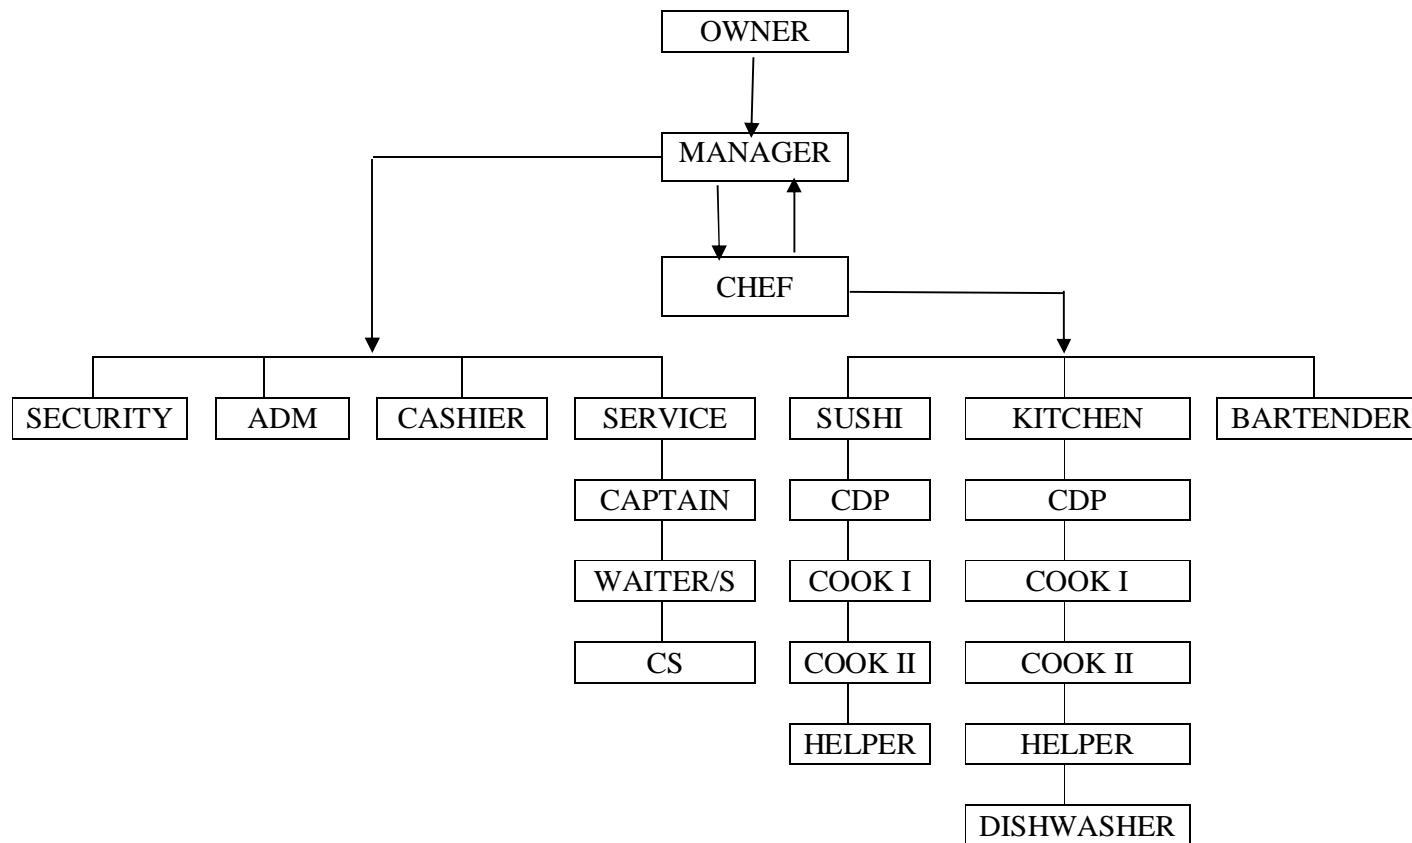 OWNER
MANAGER
CHEF
SECURITY ADM CASHIER SERVICE SUSHI KITCHEN BARTENDER
CAPTAIN CDP CDP
WAITER/S COOK I COOK I
CS COOK II COOK II
HELPER HELPER
DISHWASHER